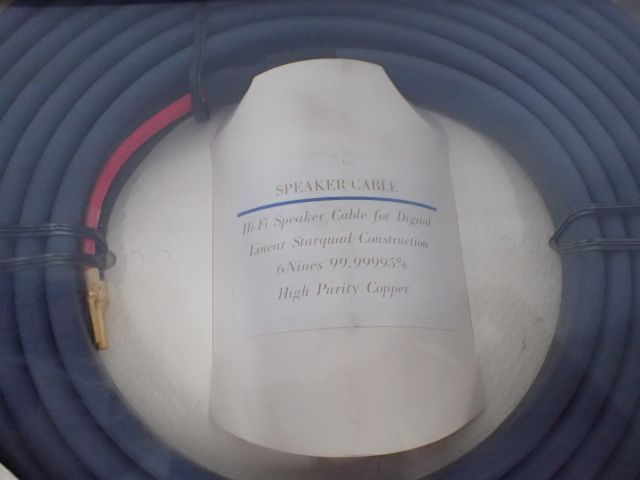 SPEAKER CABLE
Hi-Fi Speaker Cable for Digital
Linear Starquad Construction
6Nines 99.99995%
High Purity Copper